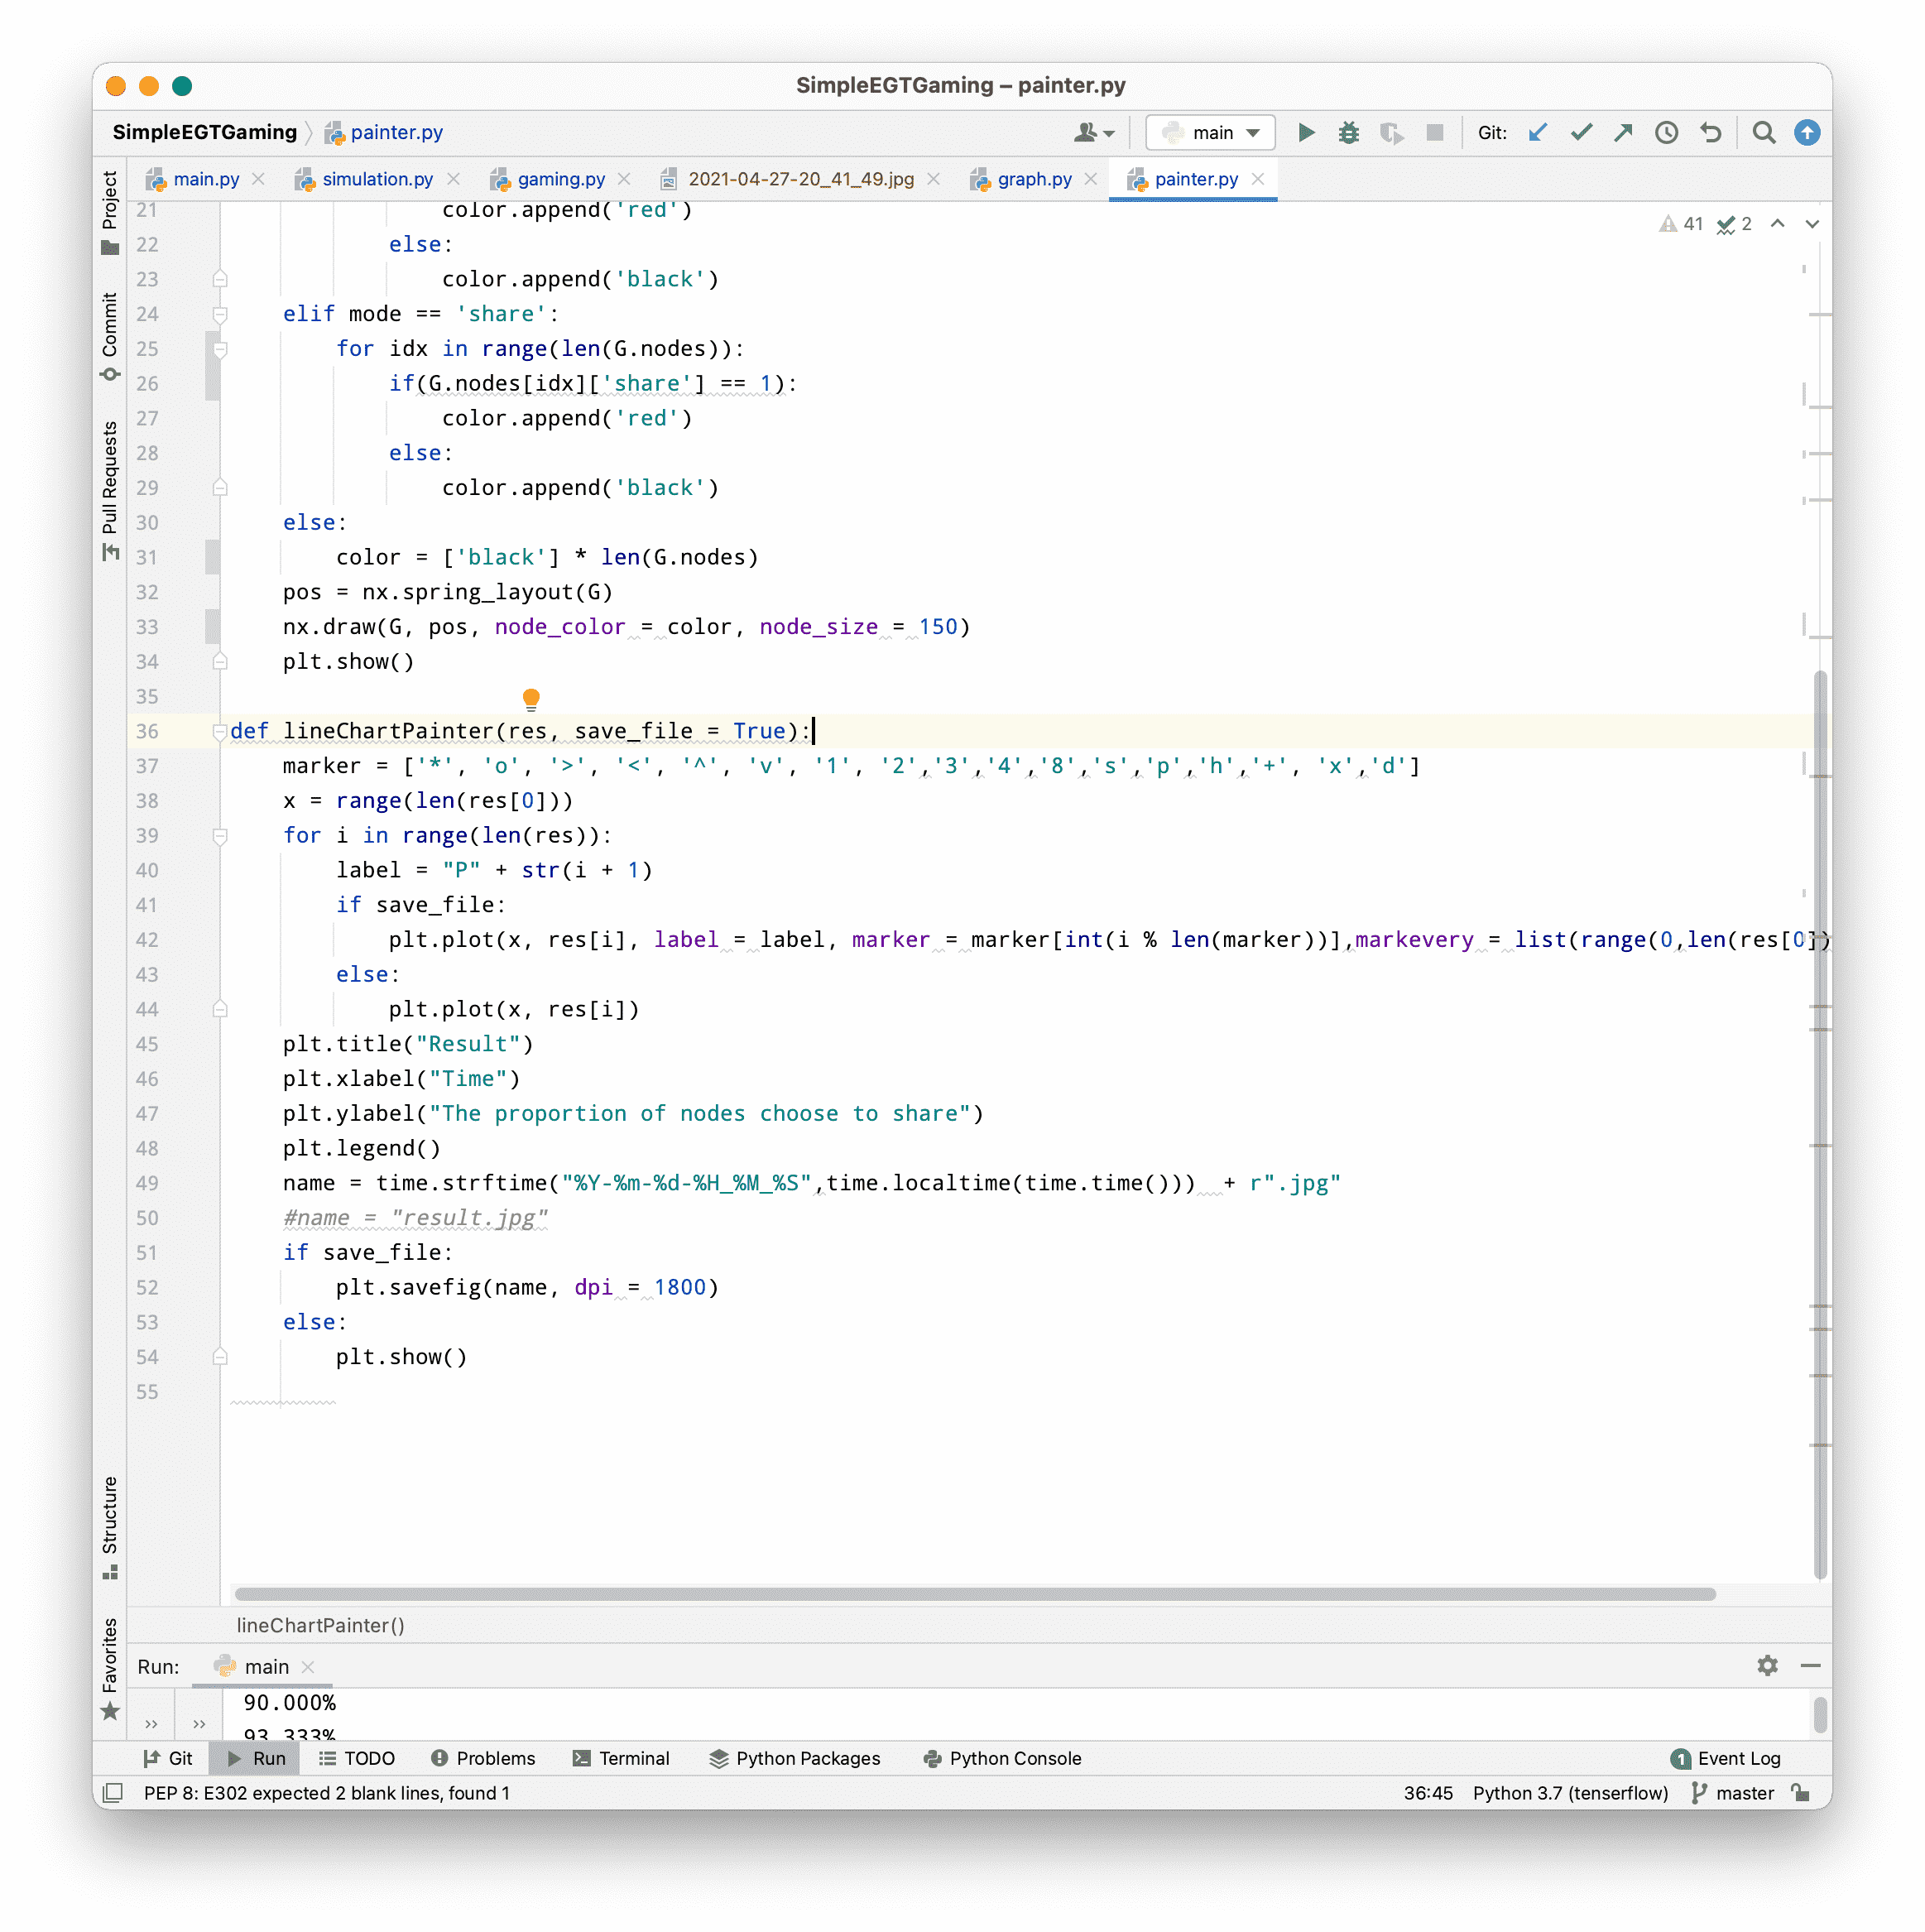 SimpleEGTGaming – painter.py
SimpleEGTGaming painter.py main Git:
main.py simulation.py gaming.py 2021-04-27-20_41_49.jpg graph.py painter.py
Project
Commit
Pull Requests
Structure
Favorites
41 2
21 color.append('red')
22 else:
23 color.append('black')
24 elif mode == 'share':
25 for idx in range(len(G.nodes)):
26 if(G.nodes[idx]['share'] == 1):
27 color.append('red')
28 else:
29 color.append('black')
30 else:
31 color = ['black'] * len(G.nodes)
32 pos = nx.spring_layout(G)
33 nx.draw(G, pos, node_color = color, node_size = 150)
34 plt.show()
35
36 def lineChartPainter(res, save_file = True):
37 marker = ['*', 'o', '>', '<', '^', 'v', '1', '2','3','4','8','s','p','h','+', 'x','d']
38 x = range(len(res[0]))
39 for i in range(len(res)):
40 label = "P" + str(i + 1)
41 if save_file:
42 plt.plot(x, res[i], label = label, marker = marker[int(i % len(marker))],markevery = list(range(0,len(res[0])
43 else:
44 plt.plot(x, res[i])
45 plt.title("Result")
46 plt.xlabel("Time")
47 plt.ylabel("The proportion of nodes choose to share")
48 plt.legend()
49 name = time.strftime("%Y-%m-%d-%H_%M_%S",time.localtime(time.time())) + r".jpg"
50 #name = "result.jpg"
51 if save_file:
52 plt.savefig(name, dpi = 1800)
53 else:
54 plt.show()
55
lineChartPainter()
Run: main
90.000%
93.333%
Git Run TODO Problems Terminal Python Packages Python Console 1 Event Log
PEP 8: E302 expected 2 blank lines, found 1 36:45 Python 3.7 (tenserflow) master